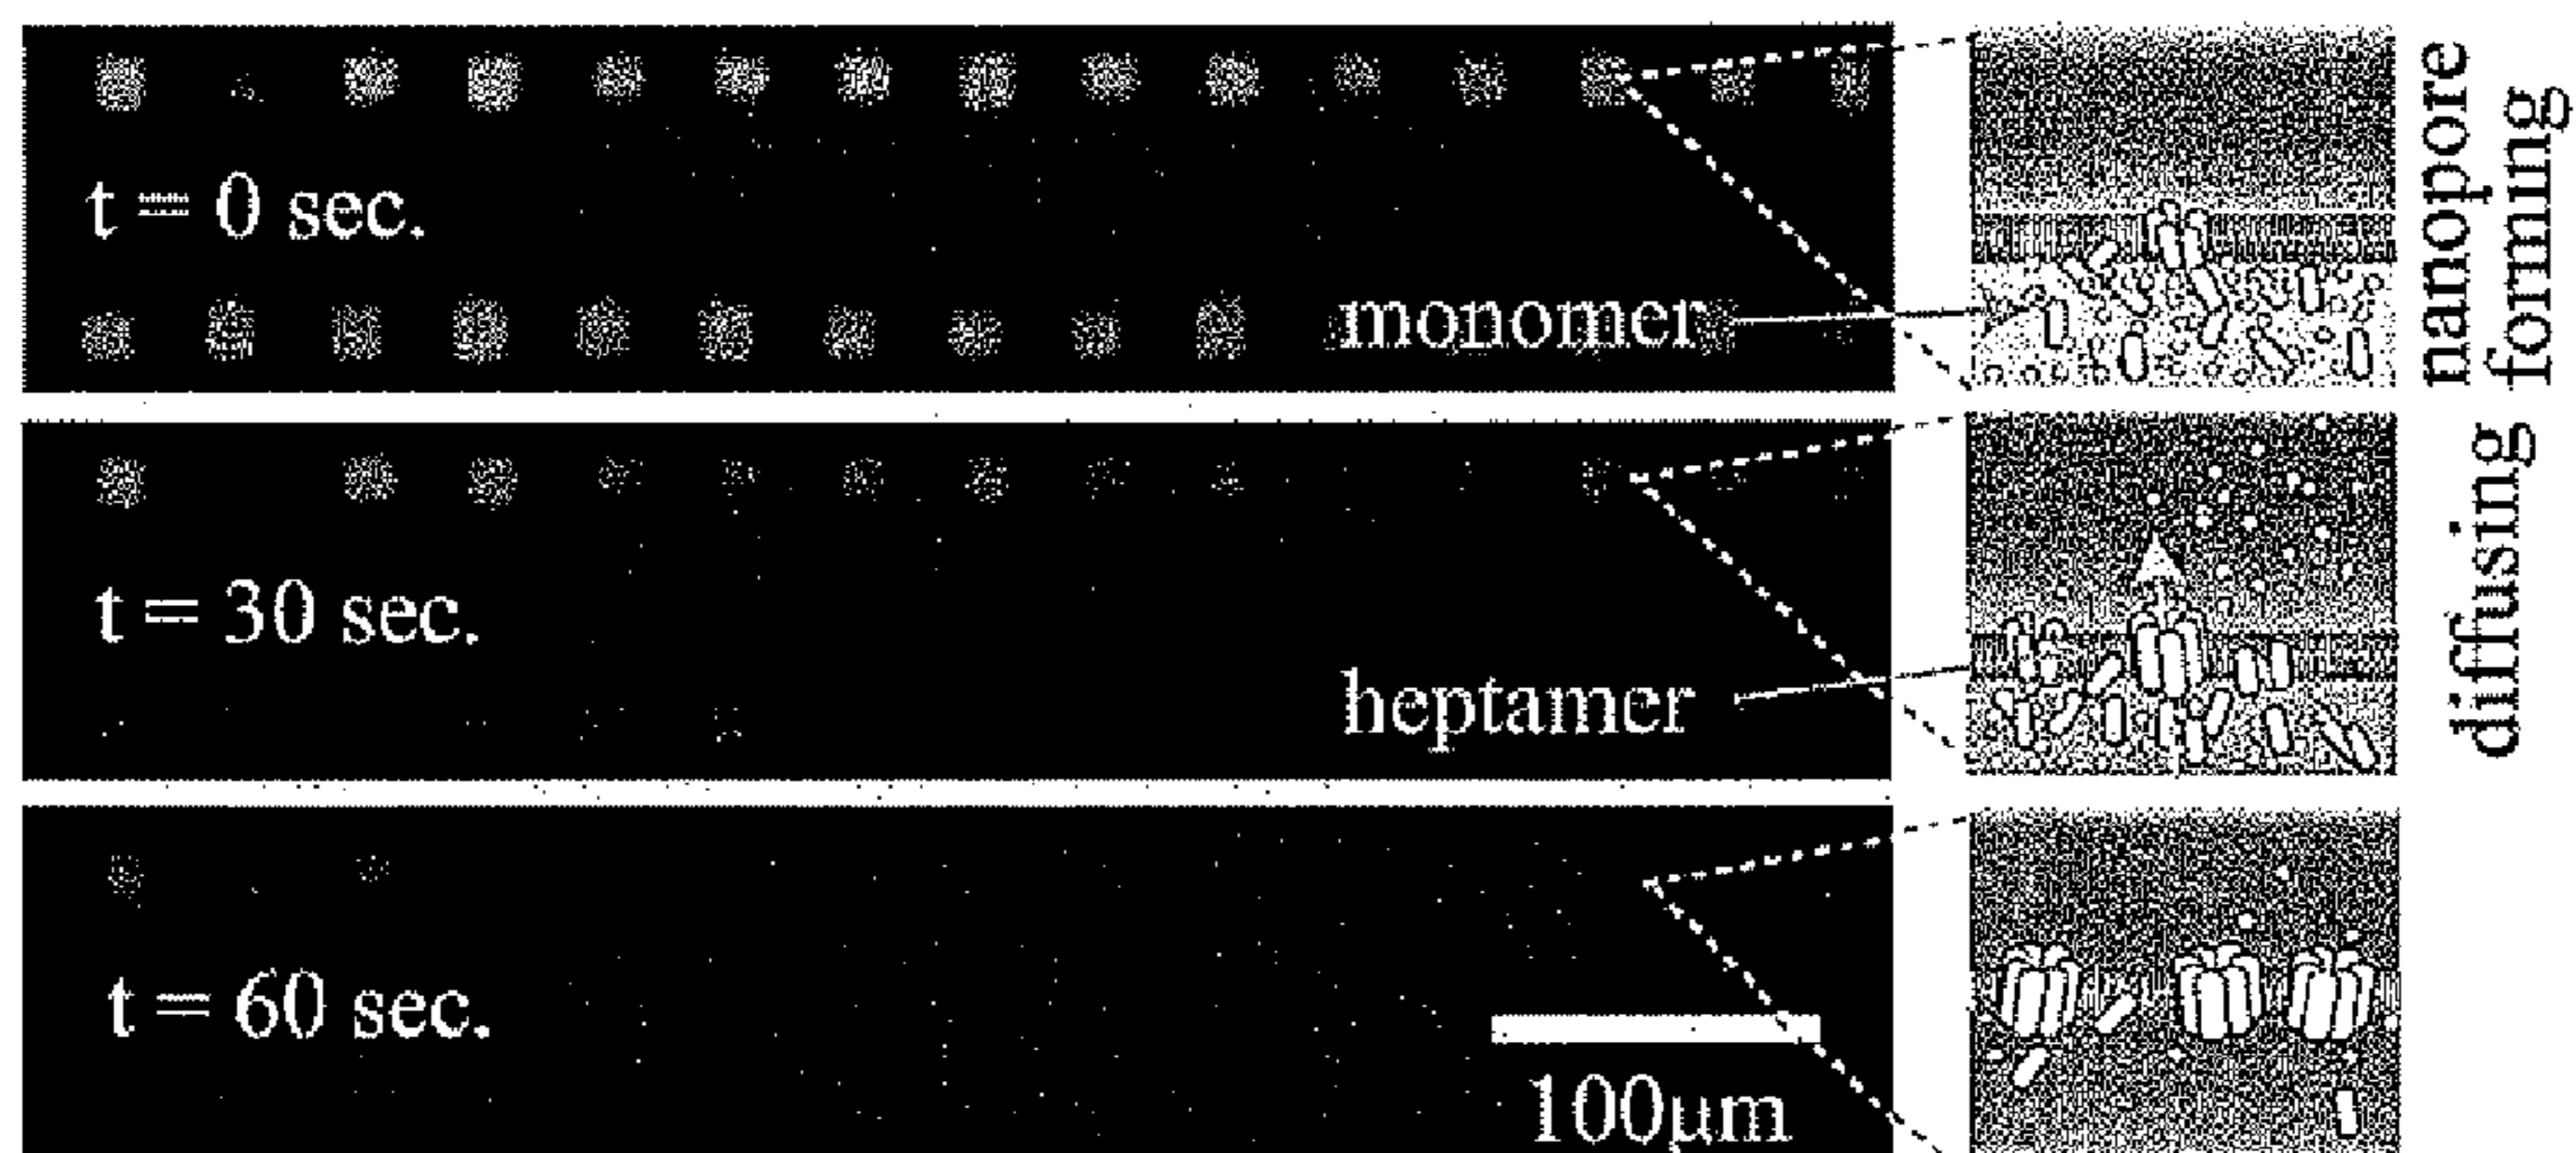 t = 0 sec.
monomer
nanopore
forming
t = 30 sec.
heptamer
diffusing
t = 60 sec.
100μm